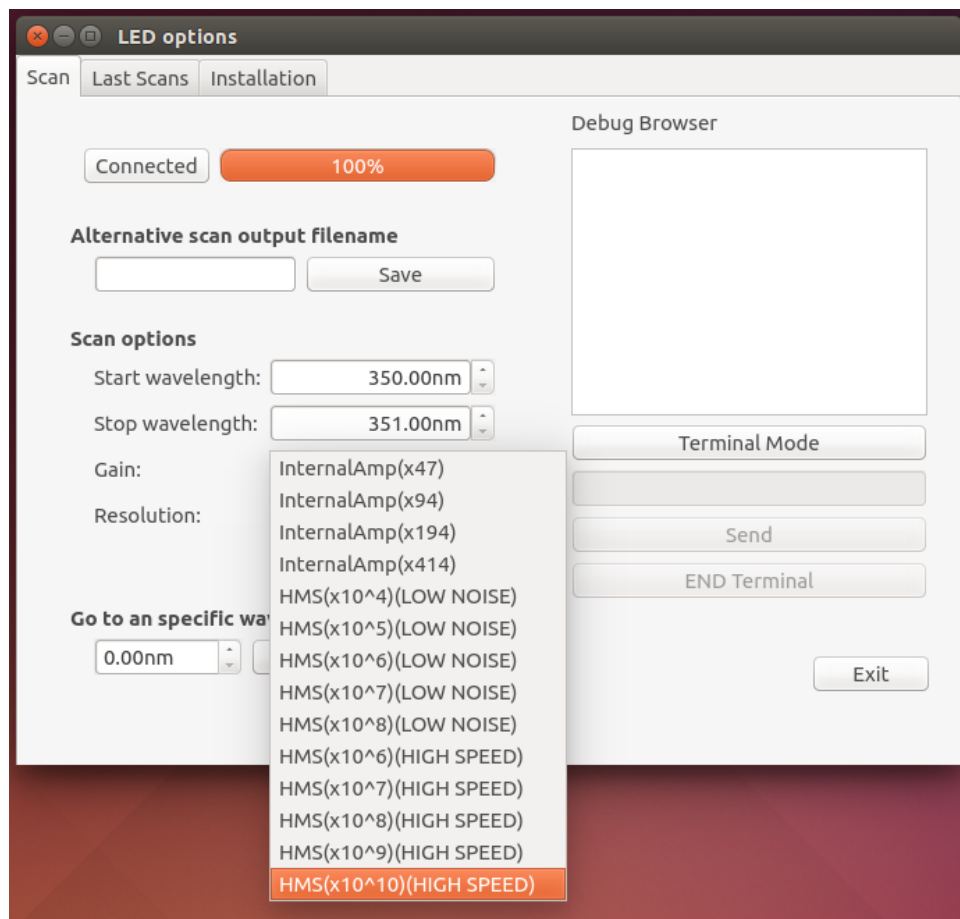 LED options
Scan
Last Scans
Installation
Debug Browser
Connected
100%
Alternative scan output filename
Save
Scan options
Start wavelength:
350.00nm
Stop wavelength:
351.00nm
Gain:
Resolution:
InternalAmp(x47)
InternalAmp(x94)
InternalAmp(x194)
InternalAmp(x414)
HMS(x10^4)(LOW NOISE)
HMS(x10^5)(LOW NOISE)
HMS(x10^6)(LOW NOISE)
HMS(x10^7)(LOW NOISE)
HMS(x10^8)(LOW NOISE)
HMS(x10^6)(HIGH SPEED)
HMS(x10^7)(HIGH SPEED)
HMS(x10^8)(HIGH SPEED)
HMS(x10^9)(HIGH SPEED)
HMS(x10^10)(HIGH SPEED)
Go to an specific wa
0.00nm
Terminal Mode
Send
END Terminal
Exit